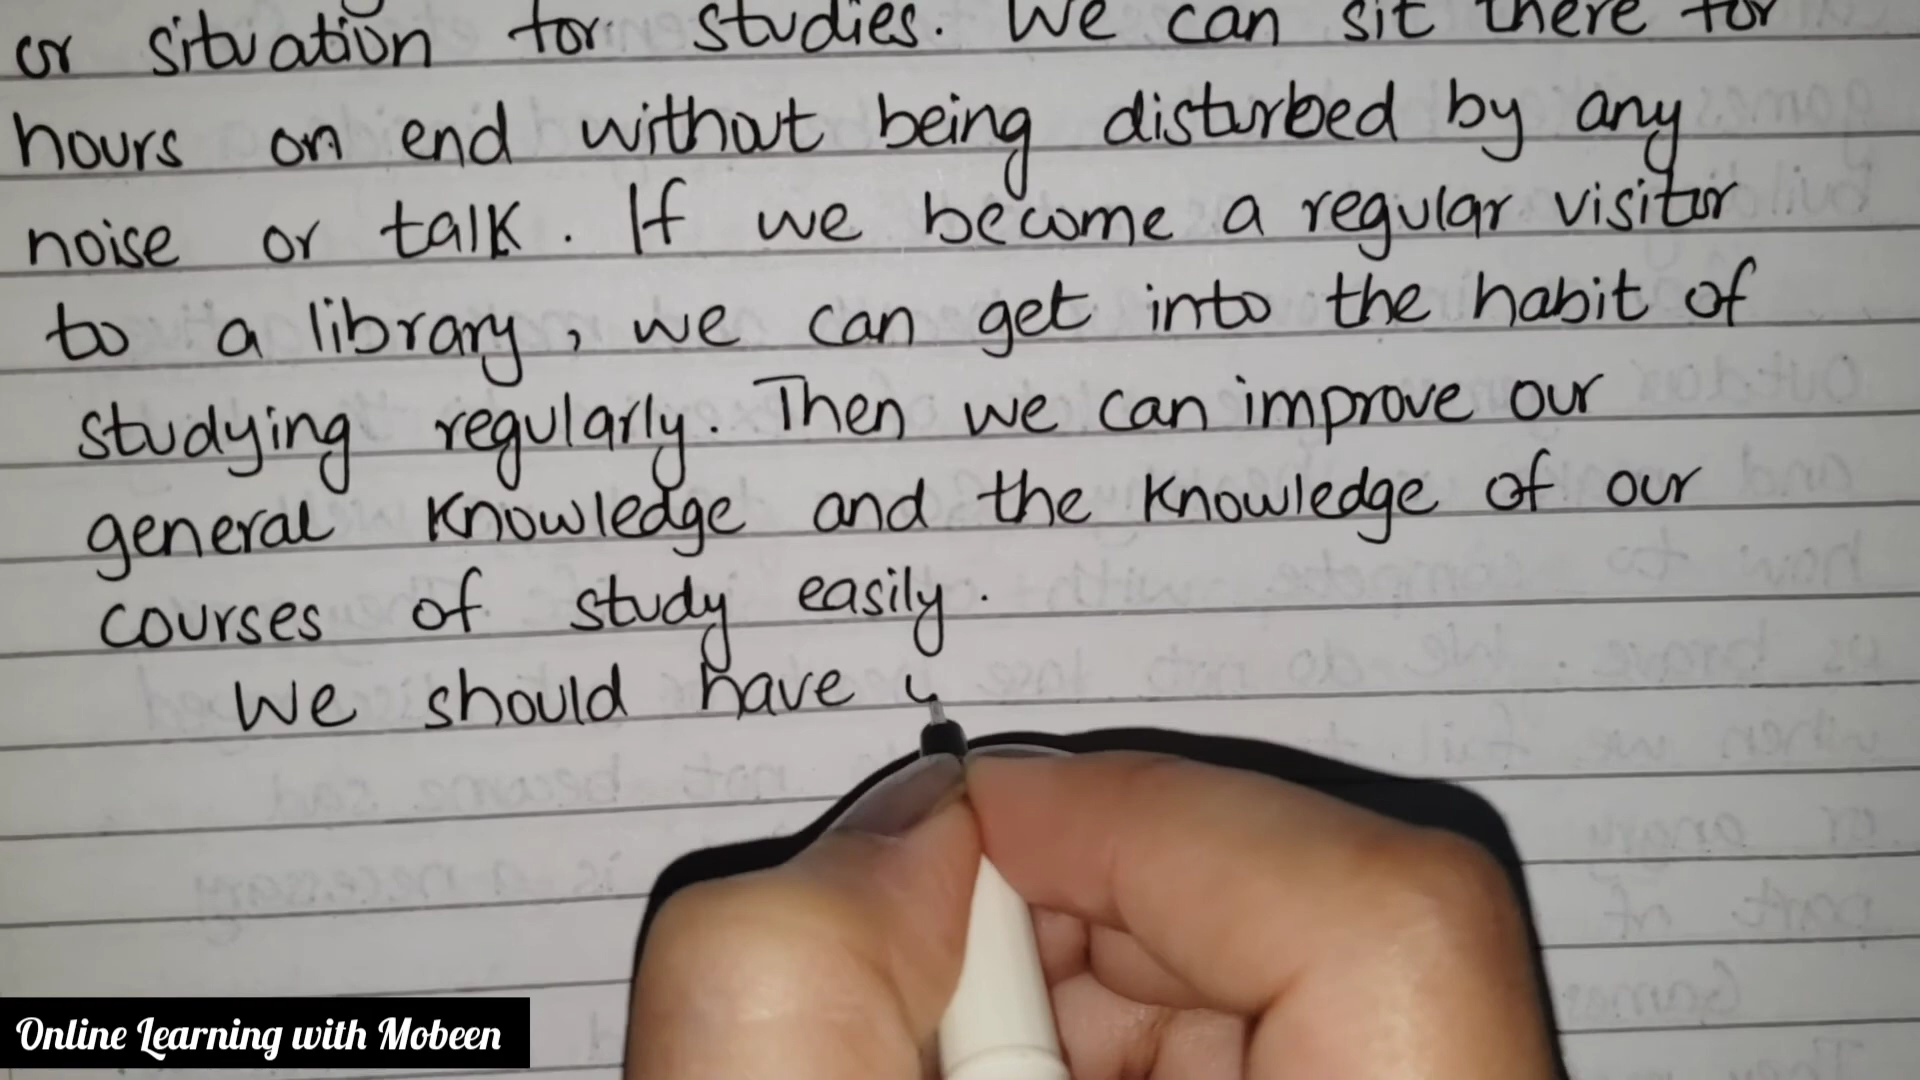 or situation for studies. We can sit there for
hours on end without being disturbed by any
noise or talk. If we become a regular visitor
to a library, we can get into the habit of
studying regularly. Then we can improve our
general knowledge and the knowledge of our
courses of study easily.
We should have
Online Learning with Mobeen